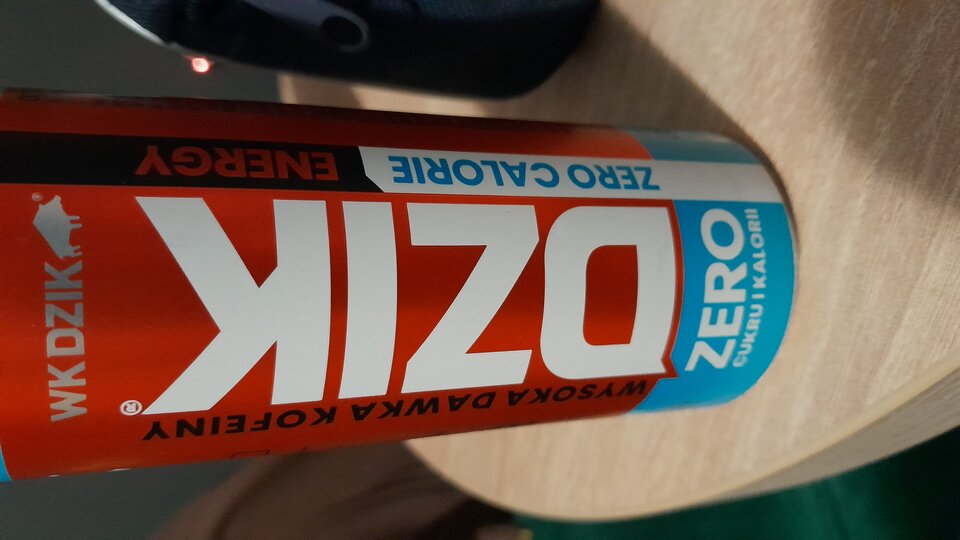 WK DZIK®
ZERO
CUKRU I KALORII
WYSOKA DAWKA KOFEINY
DZIK®
ZERO CALORIE
ENERGY